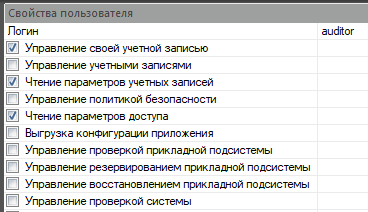 Свойства пользователя
Логин auditor
Управление своей учетной записью
Управление учетными записями
Чтение параметров учетных записей
Управление политикой безопасности
Чтение параметров доступа
Выгрузка конфигурации приложения
Управление проверкой прикладной подсистемы
Управление резервированием прикладной подсистемы
Управление восстановлением прикладной подсистемы
Управление проверкой системы